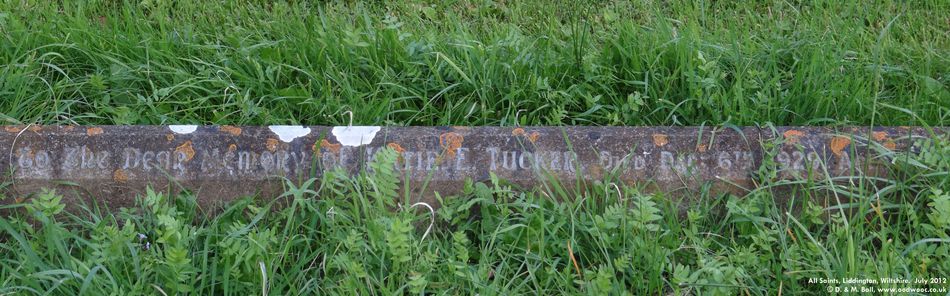 To The Dear Memory of Katie. E. Tucker. Died Dec: 6th 1929. A
All Saints, Liddington, Wiltshire. July 2012
© D. & M. Ball, www.oodwooc.co.uk